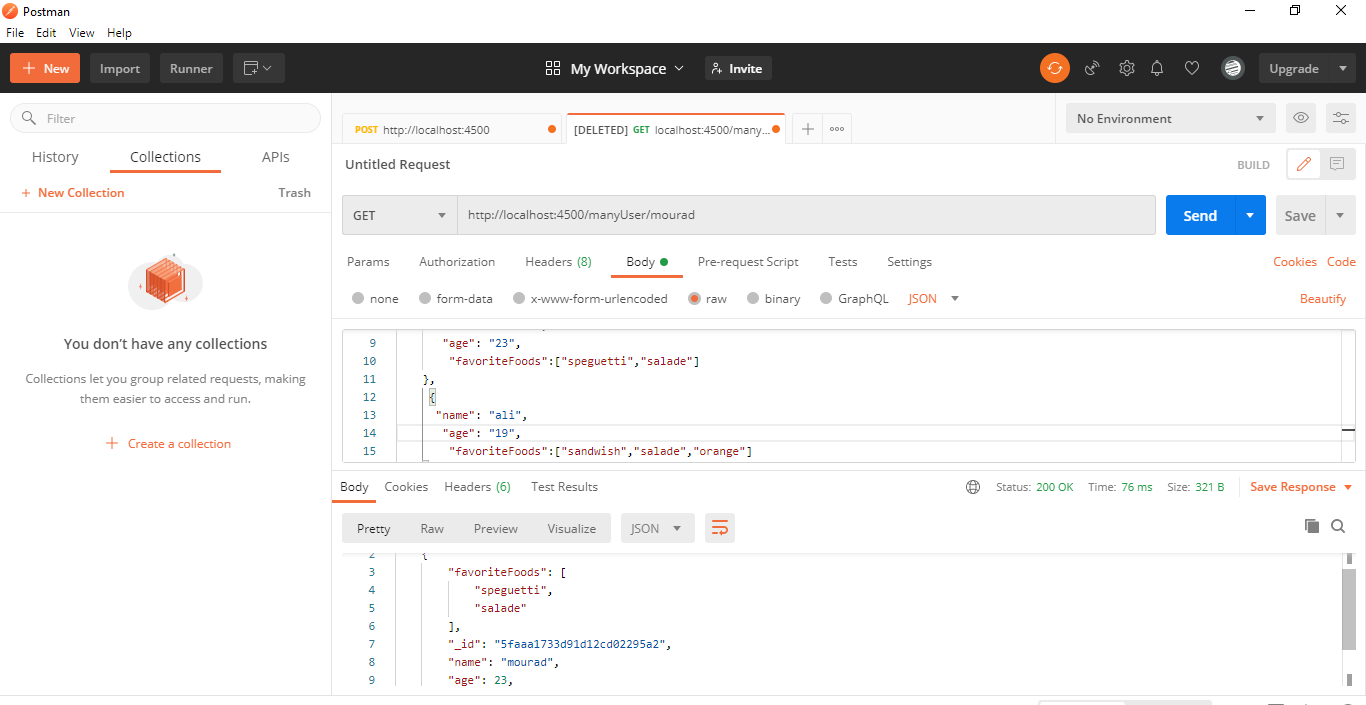 Postman
File Edit View Help
New Import Runner My Workspace Invite Upgrade
Filter
History Collections APIs
New Collection Trash
You don't have any collections
Collections let you group related requests, making
them easier to access and run.
Create a collection
POST http://localhost:4500 [DELETED] GET localhost:4500/many... No Environment
Untitled Request BUILD
GET http://localhost:4500/manyUser/mourad Send Save
Params Authorization Headers (8) Body Pre-request Script Tests Settings Cookies Code
none form-data x-www-form-urlencoded raw binary GraphQL JSON Beautify
9 "age": "23",
10 "favoriteFoods":["speguetti","salade"]
11 },
12 {
13 "name": "ali",
14 "age": "19",
15 "favoriteFoods":["sandwish","salade","orange"]
Body Cookies Headers (6) Test Results Status: 200 OK Time: 76 ms Size: 321 B Save Response
Pretty Raw Preview Visualize JSON
2 {
3 "favoriteFoods": [
4 "speguetti",
5 "salade"
6 ],
7 "_id": "5faaa1733d91d12cd02295a2",
8 "name": "mourad",
9 "age": 23,